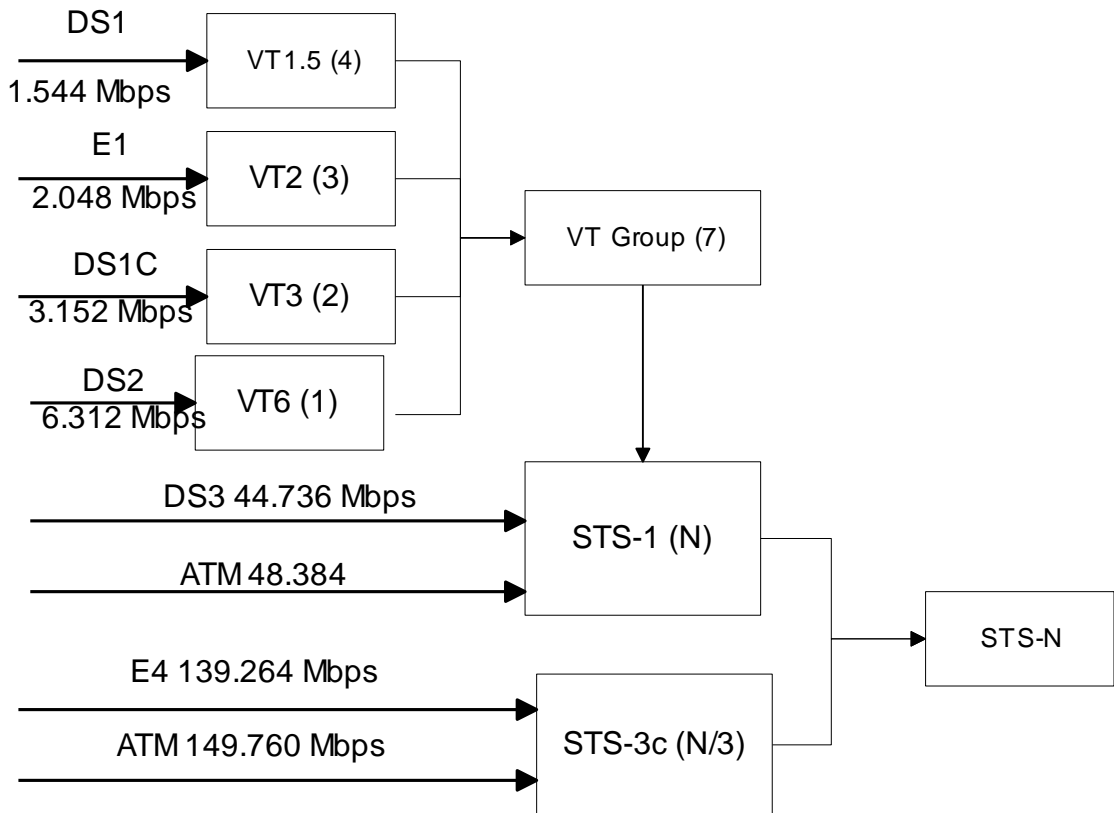 DS1
VT1.5 (4)
1.544 Mbps
E1
VT2 (3)
2.048 Mbps
VT Group (7)
DS1C
VT3 (2)
3.152 Mbps
DS2
VT6 (1)
6.312 Mbps
DS3 44.736 Mbps
STS-1 (N)
ATM 48.384
STS-N
E4 139.264 Mbps
ATM 149.760 Mbps
STS-3c (N/3)